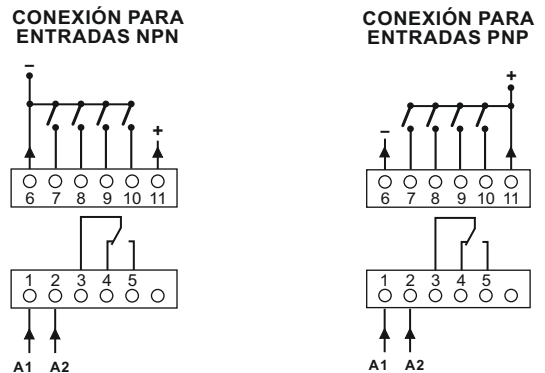 CONEXIÓN PARA
ENTRADAS NPN
–
+
6 7 8 9 10 11
1 2 3 4 5
A1 A2
CONEXIÓN PARA
ENTRADAS PNP
+
–
6 7 8 9 10 11
1 2 3 4 5
A1 A2